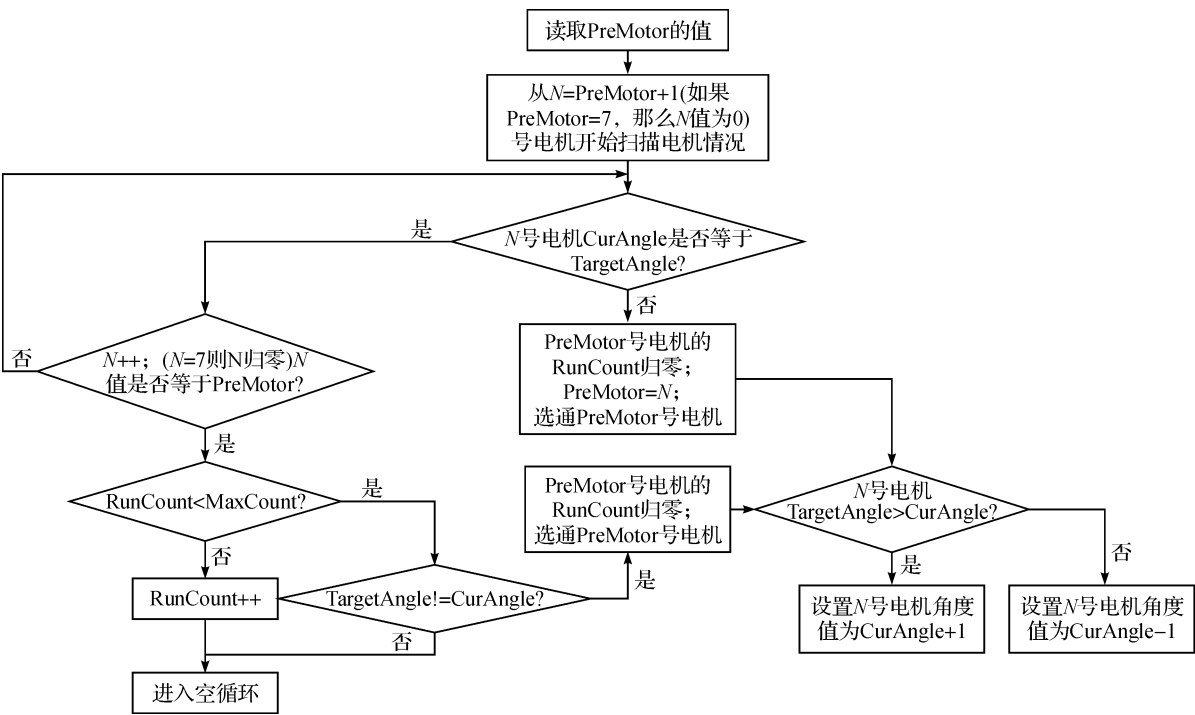 读取PreMotor的值
从N=PreMotor+1(如果
PreMotor=7，那么N值为0)
号电机开始扫描电机情况
是
N号电机CurAngle是否等于
TargetAngle?
否
否
N++；(N=7则N归零)N
值是否等于PreMotor?
PreMotor号电机的
RunCount归零；
PreMotor=N；
选通PreMotor号电机
是
RunCount<MaxCount?
是
PreMotor号电机的
RunCount归零；
选通PreMotor号电机
N号电机
TargetAngle>CurAngle?
否
是
否
RunCount++
TargetAngle!=CurAngle?
是
设置N号电机角度
值为CurAngle+1
设置N号电机角度
值为CurAngle−1
否
进入空循环